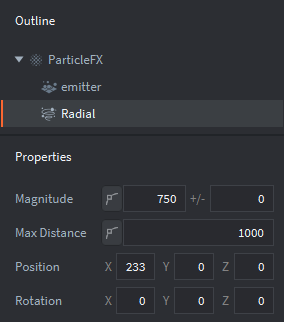 Outline
ParticleFX
emitter
Radial
Properties
Magnitude 750 +/- 0
Max Distance 1000
Position X 233 Y 0 Z 0
Rotation X 0 Y 0 Z 0